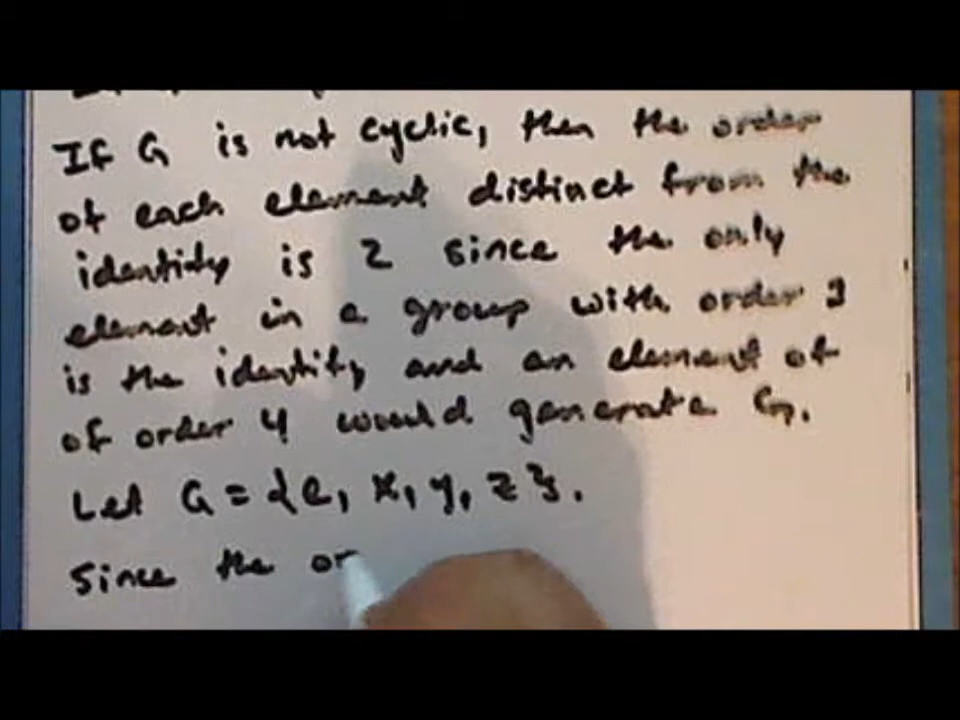 If G is not cyclic, then the order
of each element distinct from the
identity is 2 since the only
element in a group with order 1
is the identity and an element of
of order 4 would generate G.
Let G = {e, x, y, z}.
Since the or